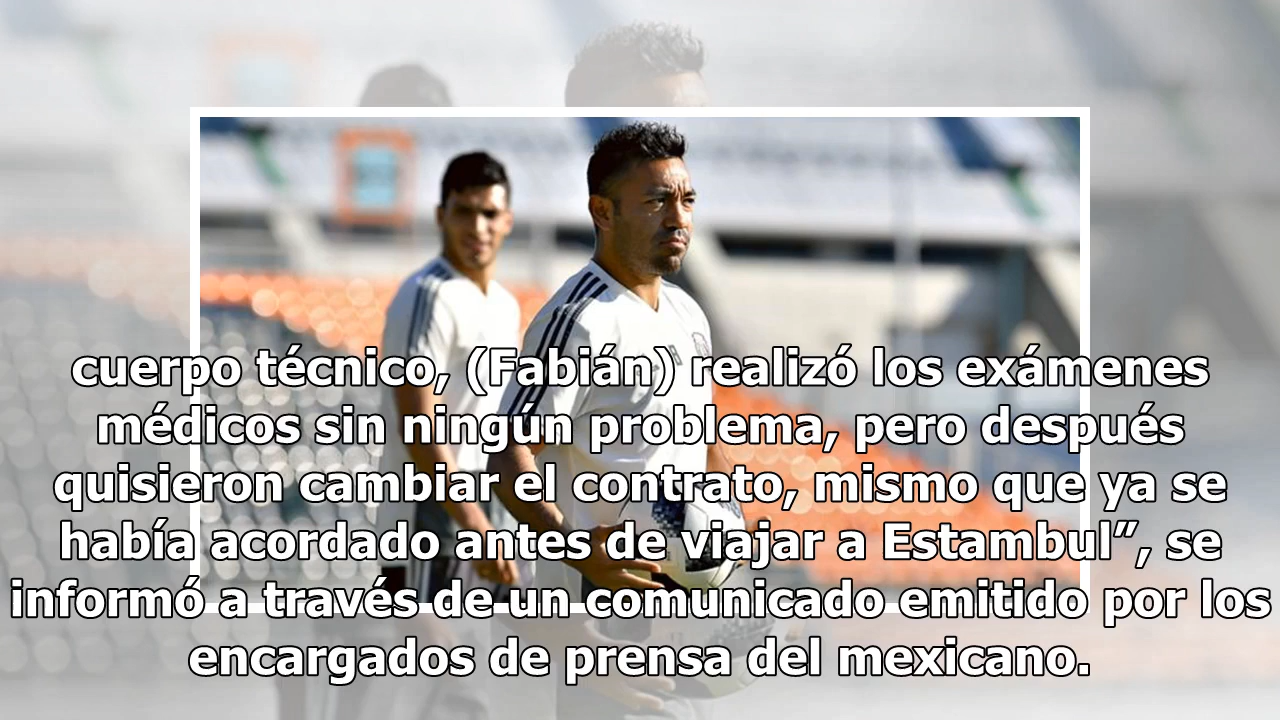 cuerpo técnico, (Fabián) realizó los exámenes
médicos sin ningún problema, pero después
quisieron cambiar el contrato, mismo que ya se
había acordado antes de viajar a Estambul”, se
informó a través de un comunicado emitido por los
encargados de prensa del mexicano.